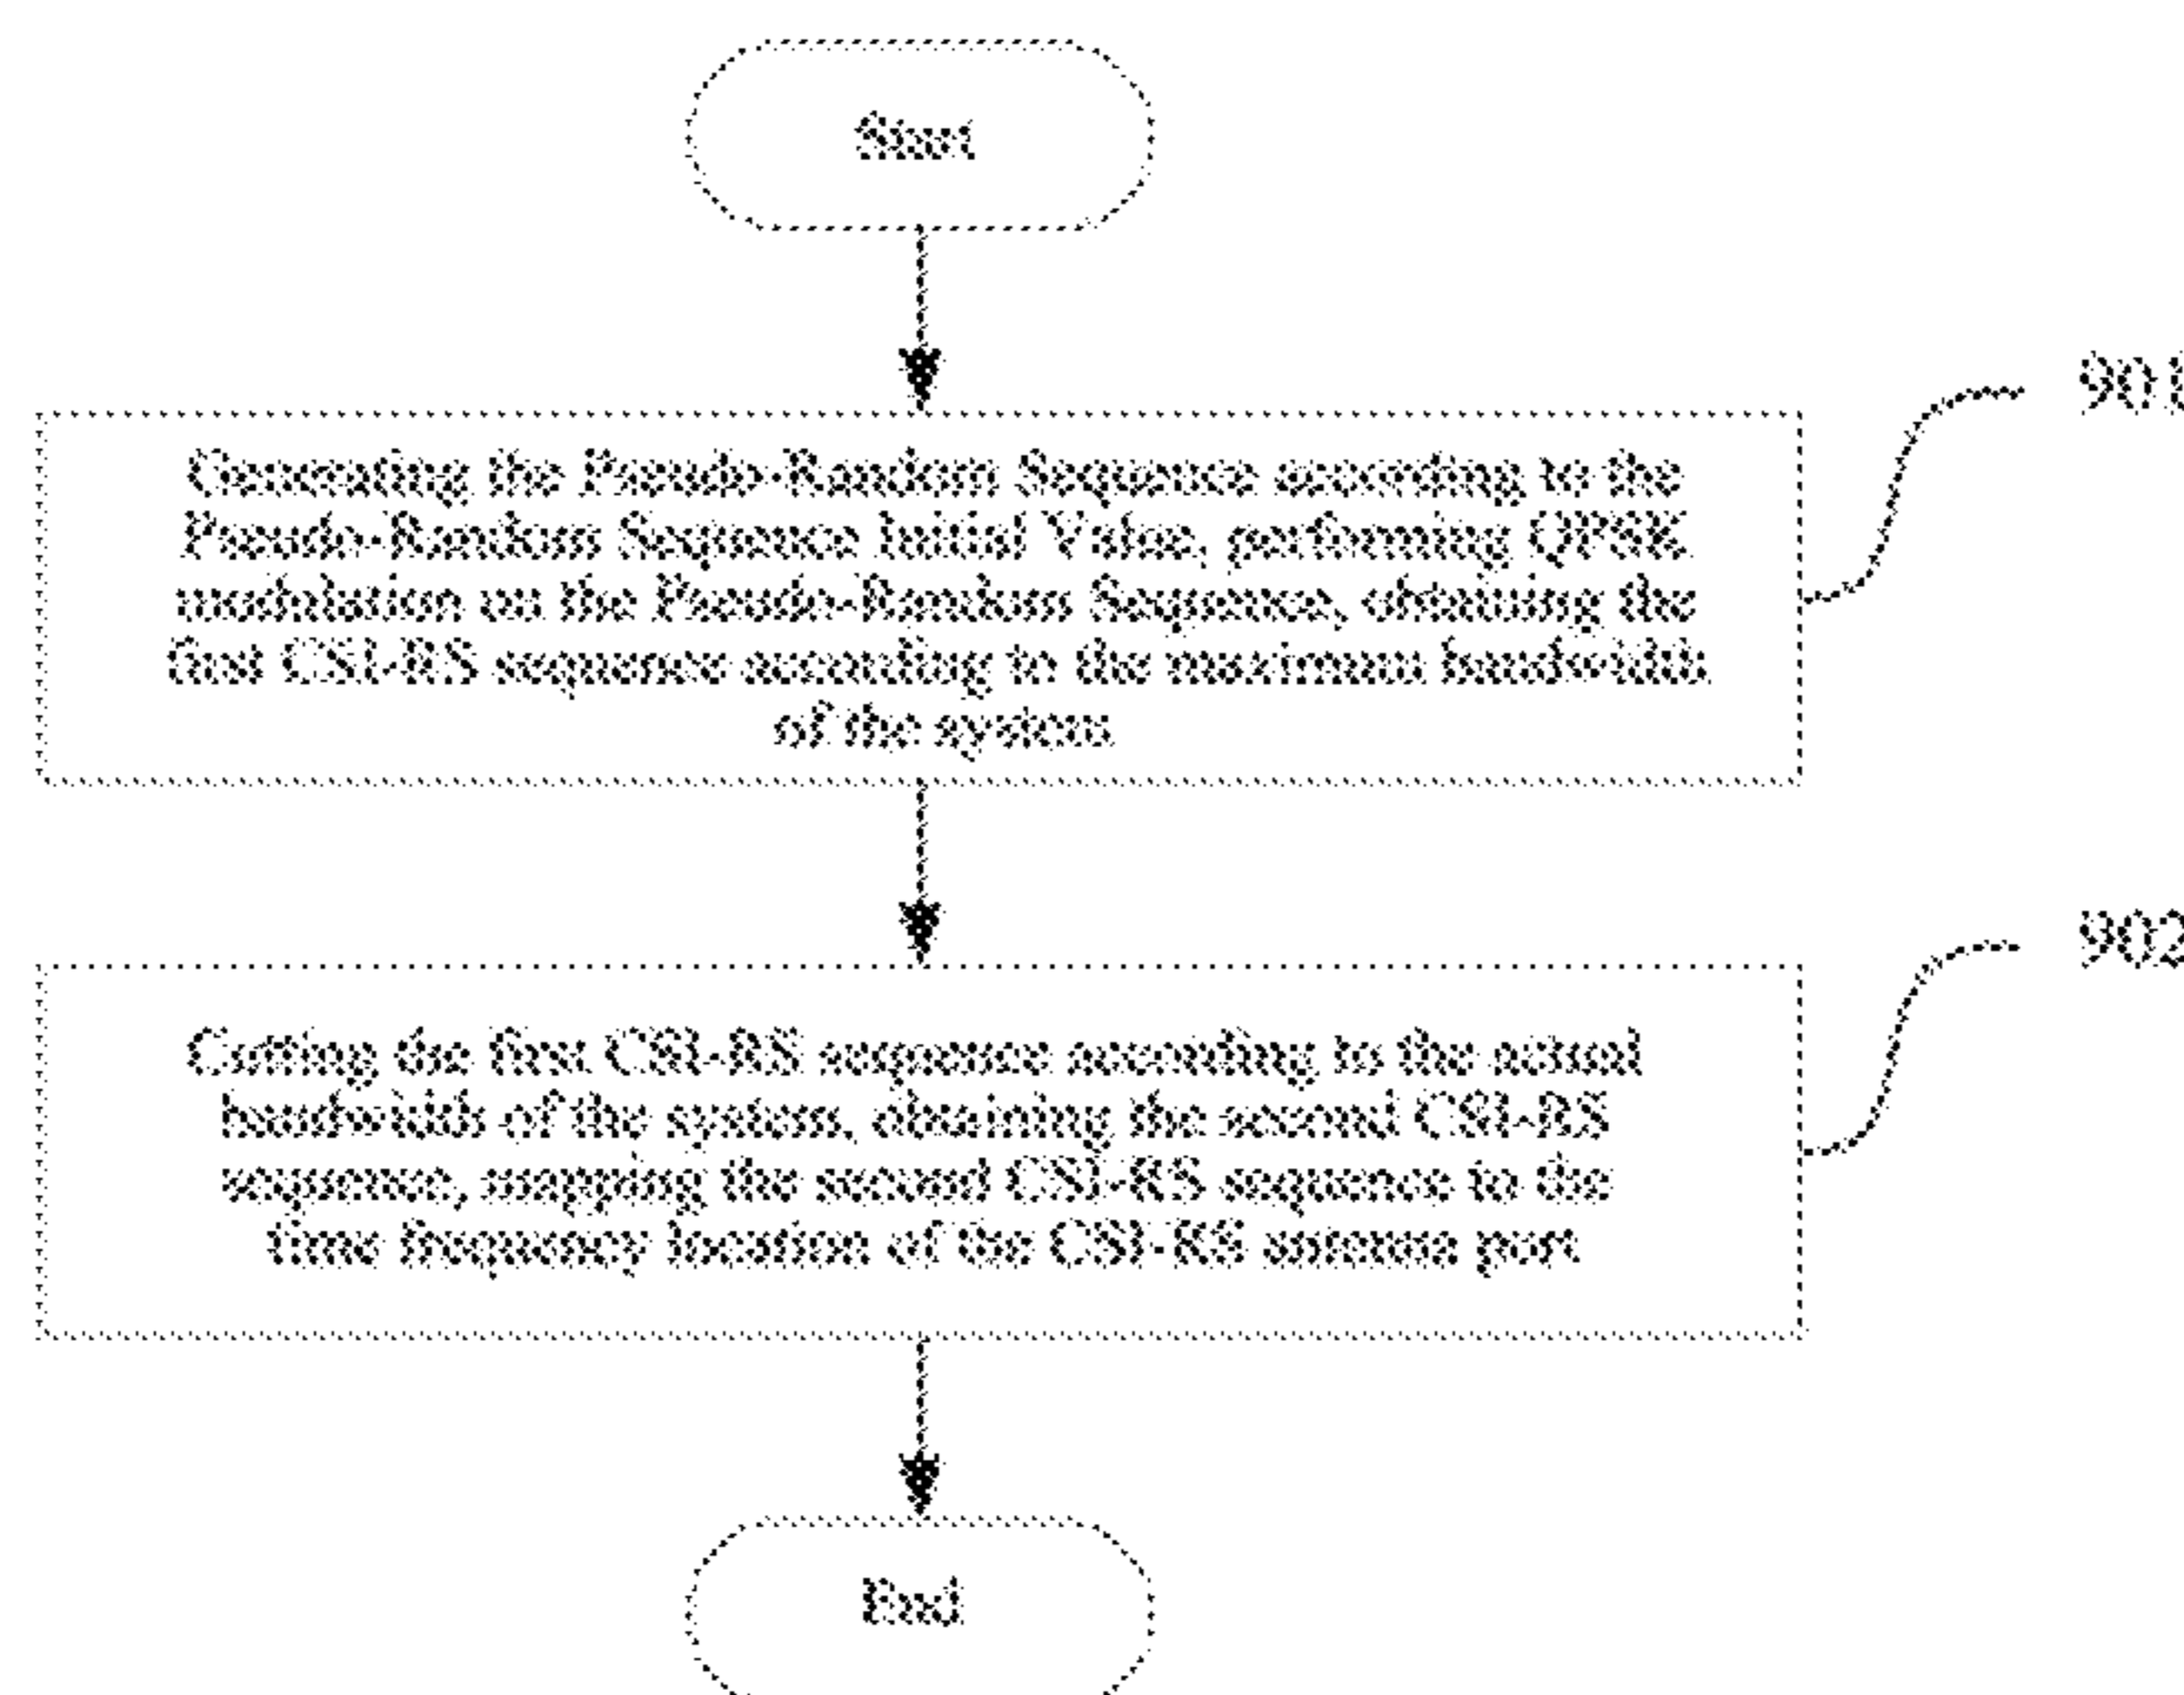 Start
901
Generating the Pseudo-Random Sequence according to the
Pseudo-Random Sequence Initial Value, performing QPSK
modulation on the Pseudo-Random Sequence, obtaining the
first CSI-RS sequence according to the maximum bandwidth
of the system
902
Cutting the first CSI-RS sequence according to the actual
bandwidth of the system, obtaining the second CSI-RS
sequence, mapping the second CSI-RS sequence to the
time frequency location of the CSI-RS antenna port
End